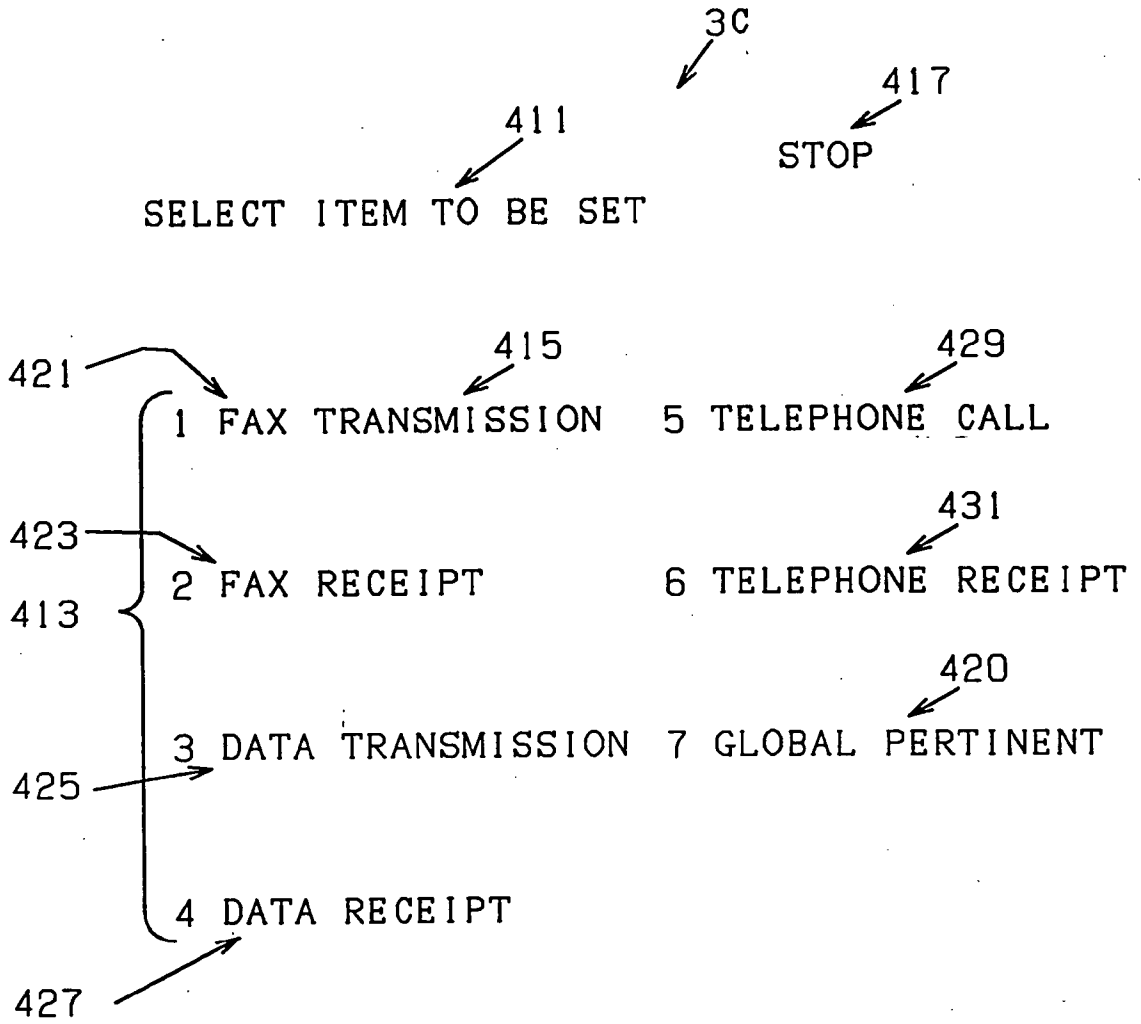 3C
417
411
STOP
SELECT ITEM TO BE SET
421
415
429
1 FAX TRANSMISSION 5 TELEPHONE CALL
423
431
2 FAX RECEIPT 6 TELEPHONE RECEIPT
413
420
3 DATA TRANSMISSION 7 GLOBAL PERTINENT
425
4 DATA RECEIPT
427